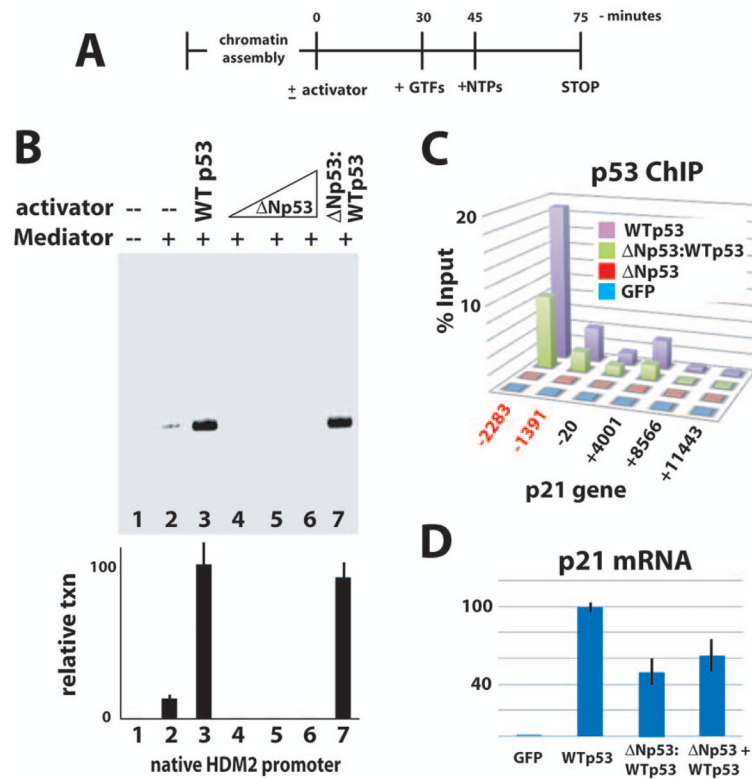 A
0 30 45 75 - minutes
chromatin
assembly
± activator + GTFs +NTPs STOP
B
WT p53
ΔNp53
ΔNp53:
WTp53
activator -- --
Mediator -- + + + + + +
1 2 3 4 5 6 7
relative txn
100
0
1 2 3 4 5 6 7
native HDM2 promoter
C
p53 ChIP
20
10
% Input
WTp53
ΔNp53:WTp53
ΔNp53
GFP
-2283
-1391
-20
+4001
+8566
+11443
p21 gene
D
p21 mRNA
100
40
GFP WTp53 ΔNp53: ΔNp53 +
WTp53 WTp53